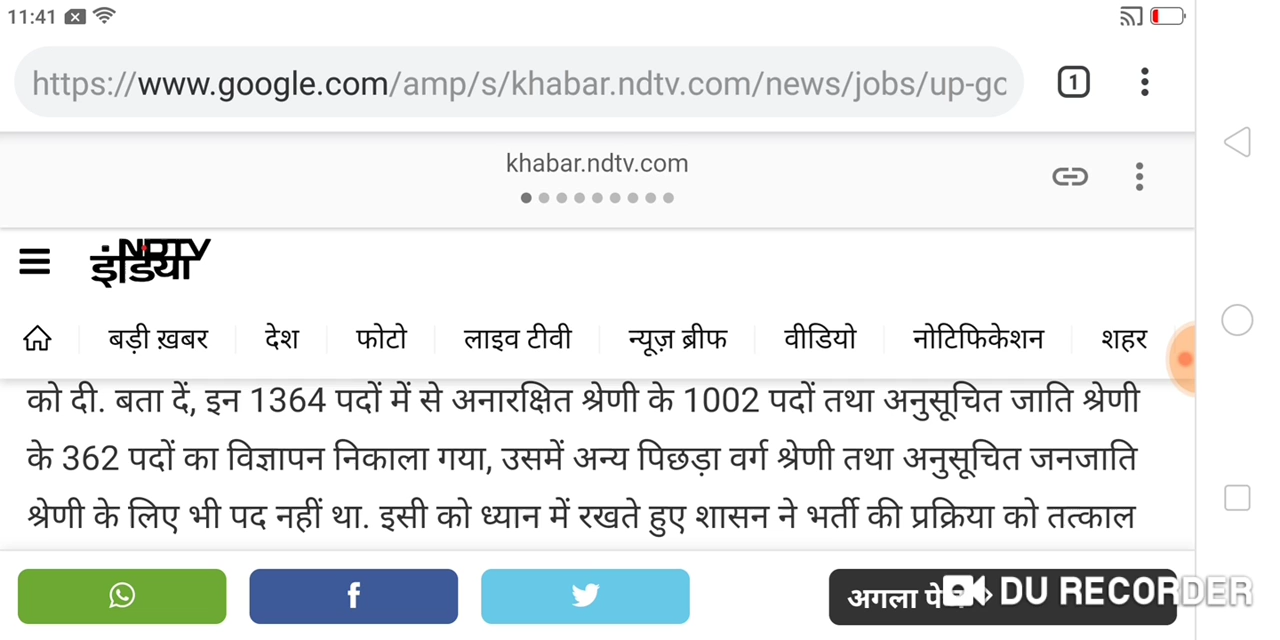 11:41
https://www.google.com/amp/s/khabar.ndtv.com/news/jobs/up-go
1
khabar.ndtv.com
NDTV
इंडिया
बड़ी ख़बर देश फोटो लाइव टीवी न्यूज़ ब्रीफ वीडियो नोटिफिकेशन शहर
को दी. बता दें, इन 1364 पदों में से अनारक्षित श्रेणी के 1002 पदों तथा अनुसूचित जाति श्रेणी
के 362 पदों का विज्ञापन निकाला गया, उसमें अन्य पिछड़ा वर्ग श्रेणी तथा अनुसूचित जनजाति
श्रेणी के लिए भी पद नहीं था. इसी को ध्यान में रखते हुए शासन ने भर्ती की प्रक्रिया को तत्काल
अगला DU RECORDER